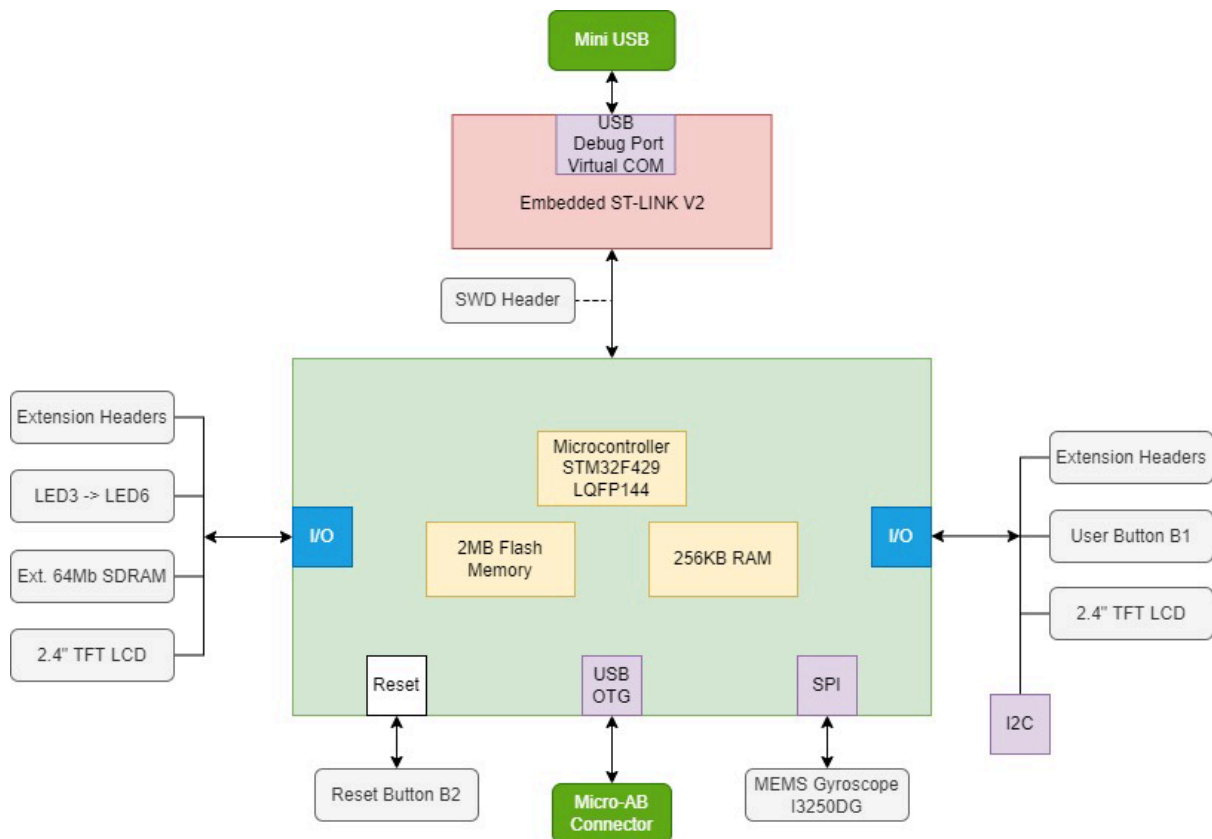 Mini USB
USB
Debug Port
Virtual COM
Embedded ST-LINK V2
SWD Header
Extension Headers
LED3 -> LED6
Ext. 64Mb SDRAM
2.4" TFT LCD
I/O
Microcontroller
STM32F429
LQFP144
2MB Flash
Memory
256KB RAM
I/O
Extension Headers
User Button B1
2.4" TFT LCD
I2C
Reset
USB
OTG
SPI
Reset Button B2
Micro-AB
Connector
MEMS Gyroscope
I3250DG